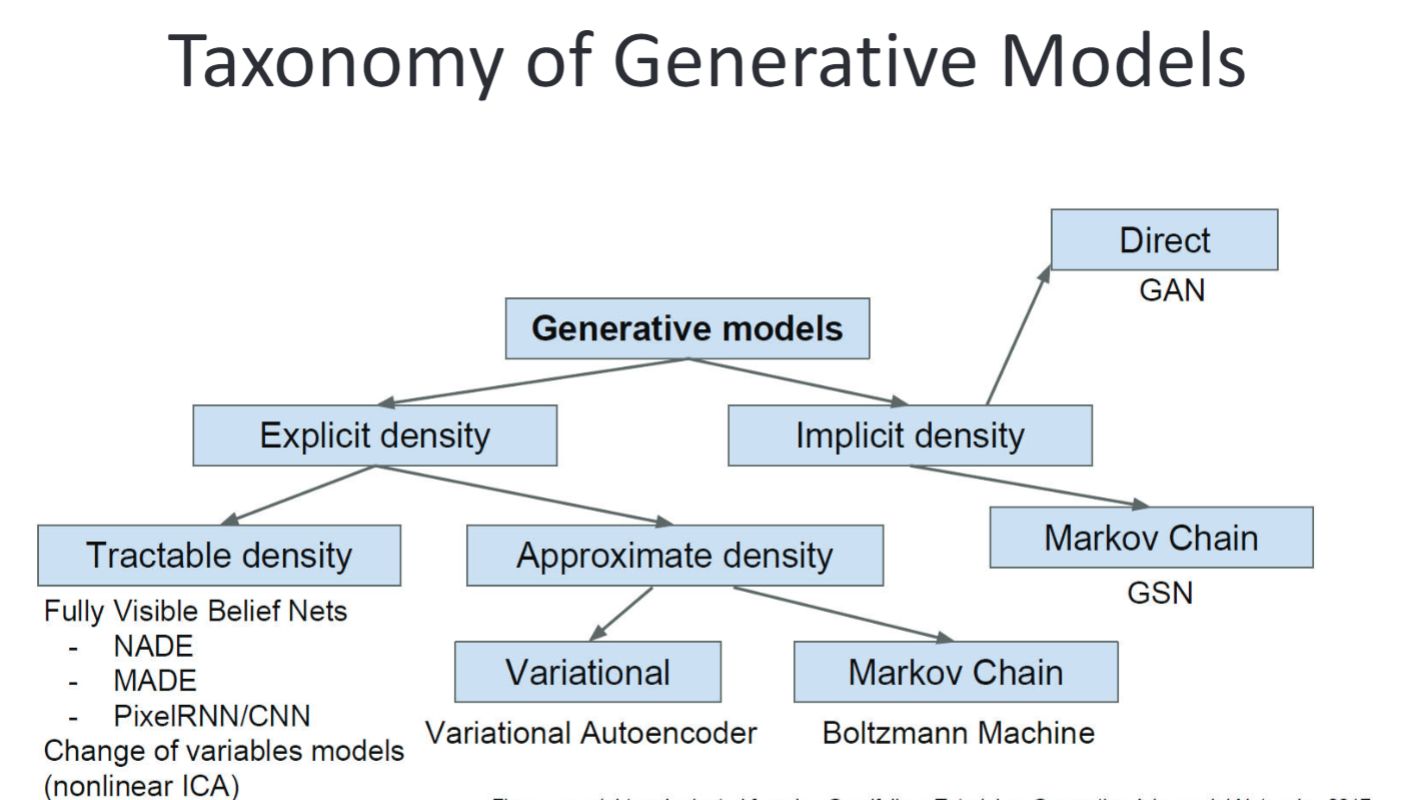 Taxonomy of Generative Models
Direct
GAN
Generative models
Explicit density
Implicit density
Tractable density
Approximate density
Markov Chain
GSN
Fully Visible Belief Nets
- NADE
- MADE
- PixelRNN/CNN
Change of variables models
(nonlinear ICA)
Variational
Markov Chain
Variational Autoencoder
Boltzmann Machine